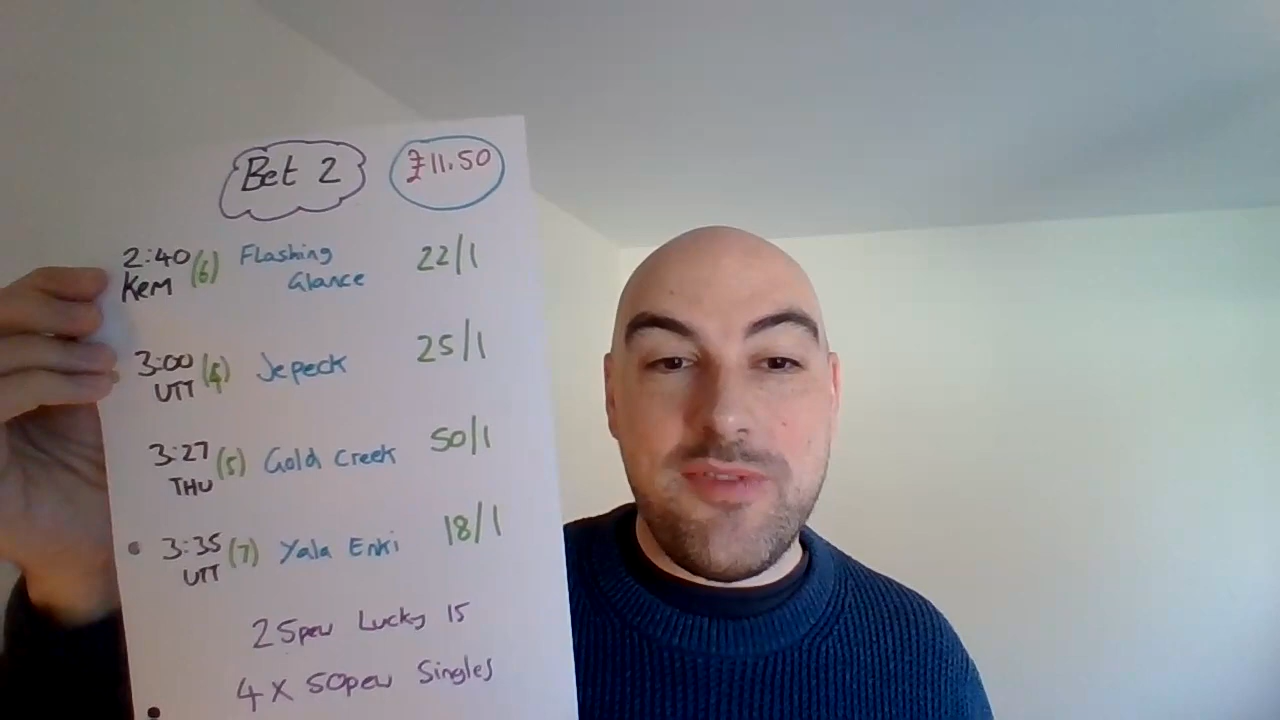 Bet 2 £11.50
2:40 (6) Flashing 22/1
Kem Glance
3:00 (4) Jepeck 25/1
UTT
3:27 (5) Gold Creek 50/1
THU
3:35 (7) Yala Enki 18/1
UTT
25pew Lucky 15
4 X 50pew Singles